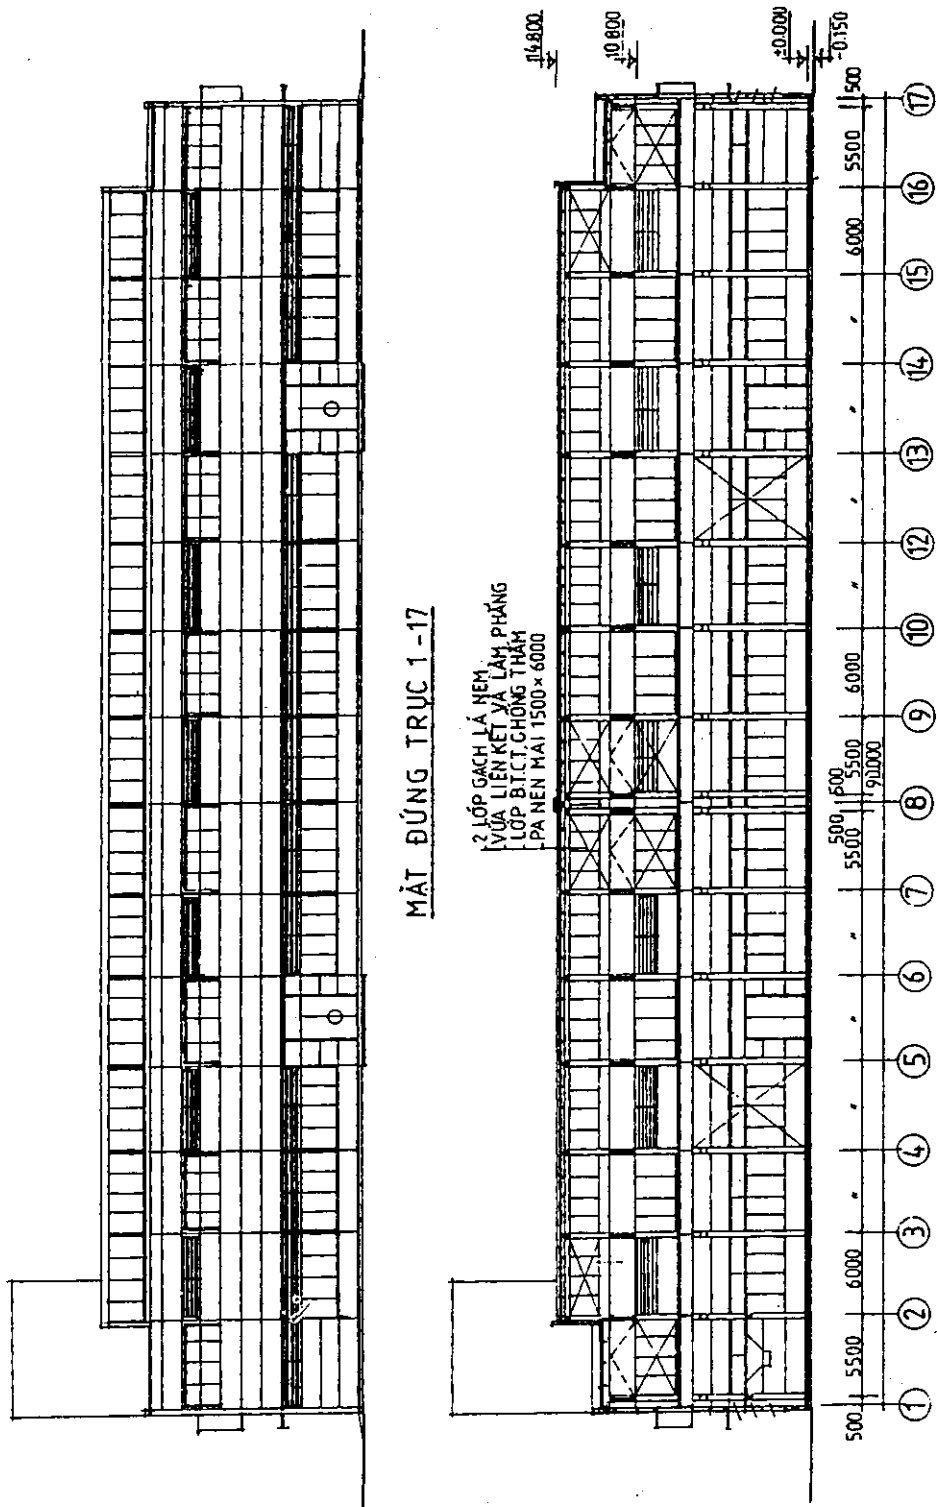 MẶT ĐỨNG TRỤC 1-17
2 LỚP GẠCH LÁ NEM
VỮA LIÊN KẾT VÀ LÀM PHẲNG
LỚP B.T.C.T. CHỐNG THẤM
PA NEN MÁI 1500 × 6000
14.800
10.800
±0.000
-0.150
500 5500 6000 " " " 5500 500 500 5500 6000 " " " " 6000 5500 500
90.000
1 2 3 4 5 6 7 8 9 10 12 13 14 15 16 17